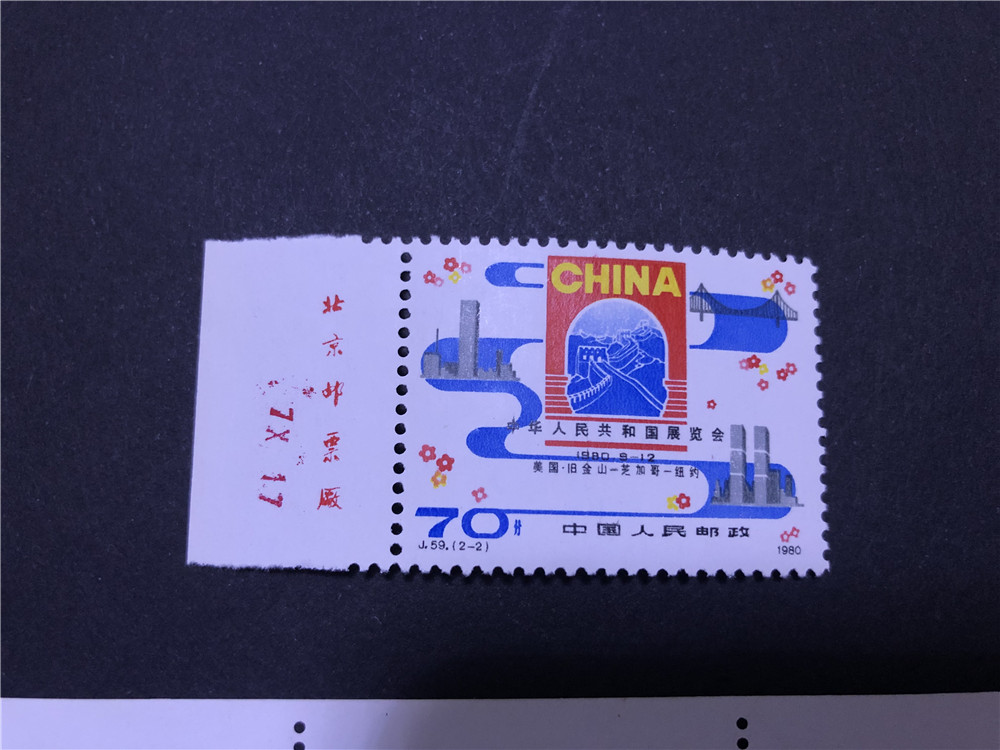 北京邮票厂
7X 17
CHINA
中华人民共和国展览会
1980.9-12
美国·旧金山-芝加哥-纽约
70分
中国人民邮政
J.59.(2-2)
1980